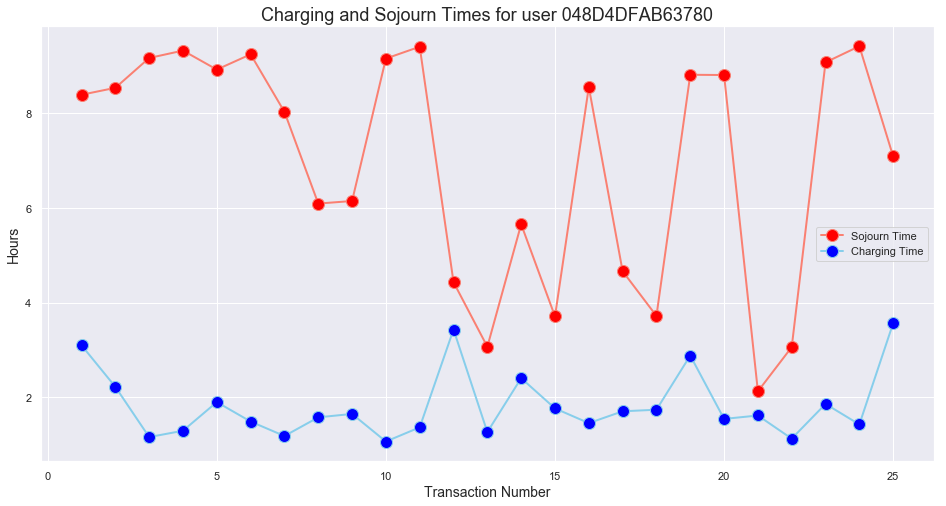 Charging and Sojourn Times for user 048D4DFAB63780
Hours
8
6
4
2
Sojourn Time
Charging Time
0
5
10
15
20
25
Transaction Number